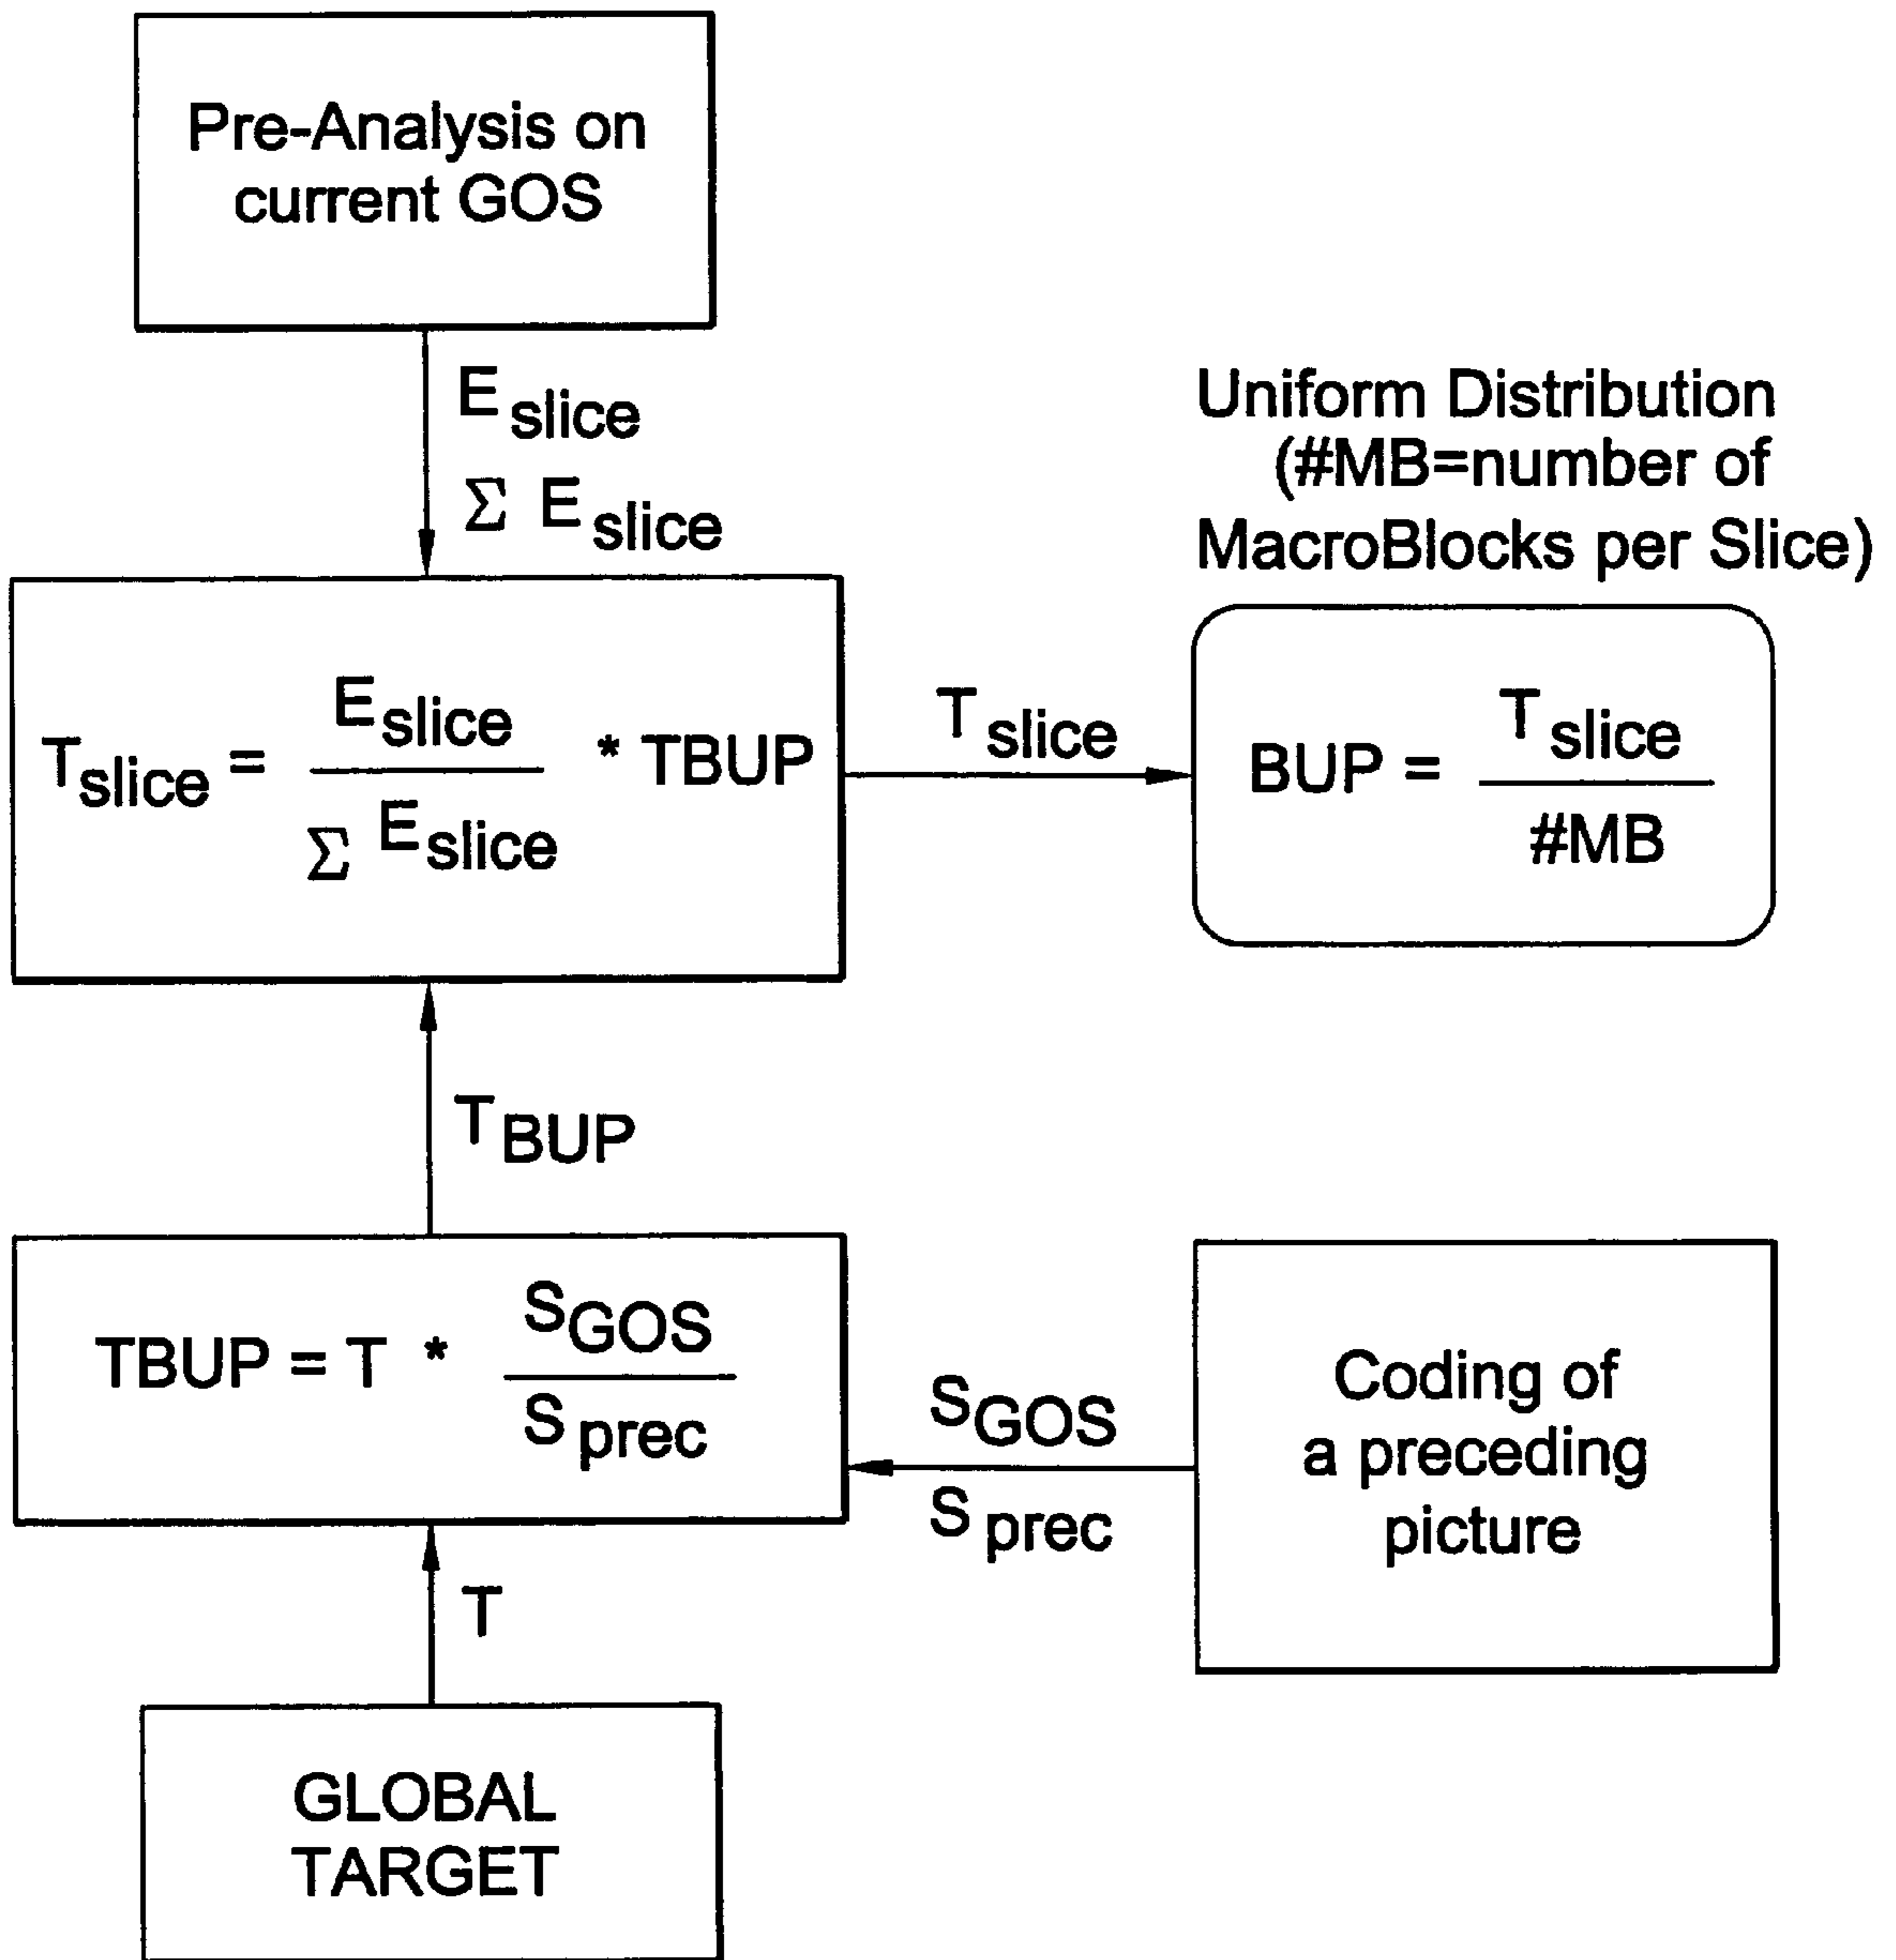 Pre-Analysis on
current GOS
E slice
Σ E slice
Uniform Distribution
(#MB=number of
MacroBlocks per Slice)
T slice = E slice / Σ E slice * TBUP
T slice
BUP = T slice / #MB
T BUP
TBUP = T * S GOS / S prec
S GOS
S prec
Coding of
a preceding
picture
T
GLOBAL
TARGET